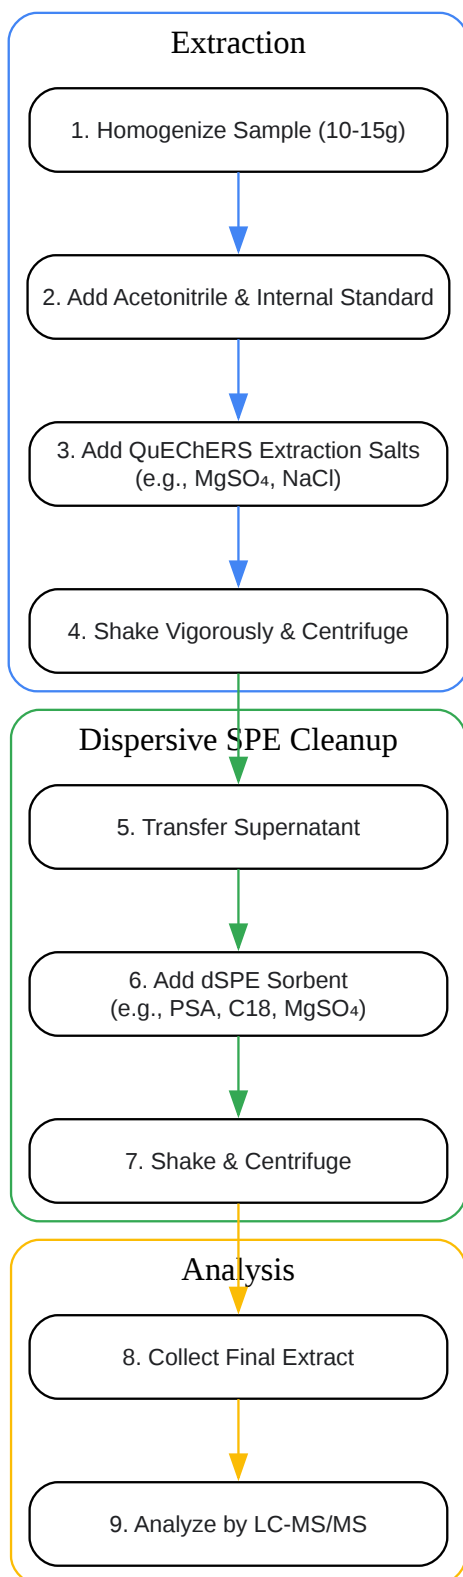 Extraction
1. Homogenize Sample (10-15g)
2. Add Acetonitrile & Internal Standard
3. Add QuEChERS Extraction Salts
(e.g., MgSO₄, NaCl)
4. Shake Vigorously & Centrifuge
Dispersive SPE Cleanup
5. Transfer Supernatant
6. Add dSPE Sorbent
(e.g., PSA, C18, MgSO₄)
7. Shake & Centrifuge
Analysis
8. Collect Final Extract
9. Analyze by LC-MS/MS